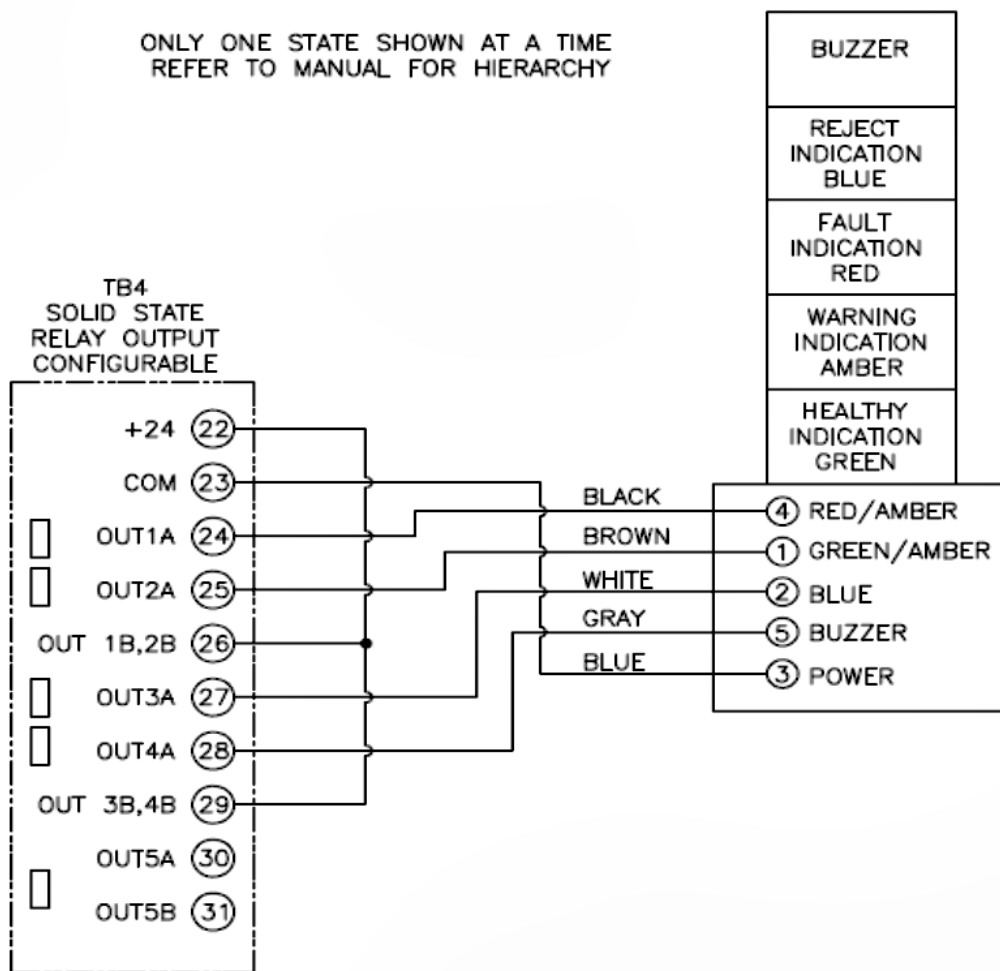 ONLY ONE STATE SHOWN AT A TIME
REFER TO MANUAL FOR HIERARCHY
BUZZER
REJECT
INDICATION
BLUE
FAULT
INDICATION
RED
WARNING
INDICATION
AMBER
HEALTHY
INDICATION
GREEN
TB4
SOLID STATE
RELAY OUTPUT
CONFIGURABLE
+24 22
COM 23
OUT1A 24
OUT2A 25
OUT 1B,2B 26
OUT3A 27
OUT4A 28
OUT 3B,4B 29
OUT5A 30
OUT5B 31
BLACK
BROWN
WHITE
GRAY
BLUE
4 RED/AMBER
1 GREEN/AMBER
2 BLUE
5 BUZZER
3 POWER